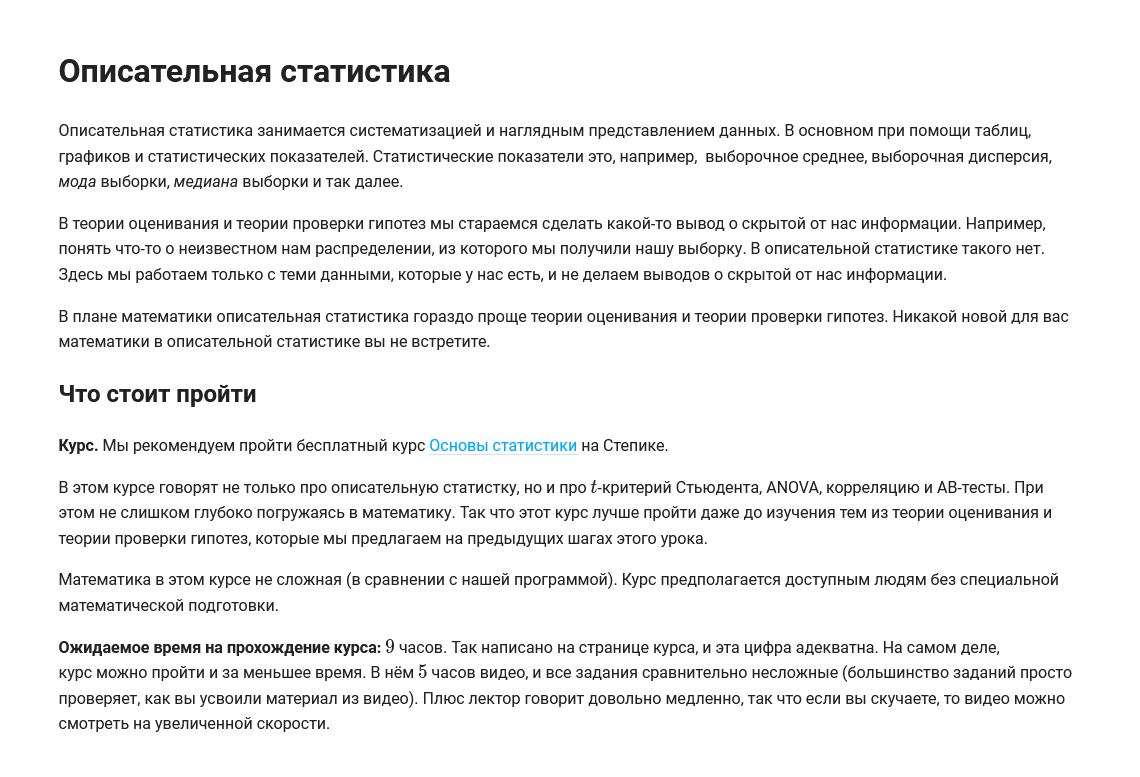 Описательная статистика
Описательная статистика занимается систематизацией и наглядным представлением данных. В основном при помощи таблиц,
графиков и статистических показателей. Статистические показатели это, например,  выборочное среднее, выборочная дисперсия,
мода выборки, медиана выборки и так далее.
В теории оценивания и теории проверки гипотез мы стараемся сделать какой-то вывод о скрытой от нас информации. Например,
понять что-то о неизвестном нам распределении, из которого мы получили нашу выборку. В описательной статистике такого нет.
Здесь мы работаем только с теми данными, которые у нас есть, и не делаем выводов о скрытой от нас информации.
В плане математики описательная статистика гораздо проще теории оценивания и теории проверки гипотез. Никакой новой для вас
математики в описательной статистике вы не встретите.
Что стоит пройти
Курс. Мы рекомендуем пройти бесплатный курс Основы статистики на Степике.
В этом курсе говорят не только про описательную статистку, но и про t-критерий Стьюдента, ANOVA, корреляцию и АВ-тесты. При
этом не слишком глубоко погружаясь в математику. Так что этот курс лучше пройти даже до изучения тем из теории оценивания и
теории проверки гипотез, которые мы предлагаем на предыдущих шагах этого урока.
Математика в этом курсе не сложная (в сравнении с нашей программой). Курс предполагается доступным людям без специальной
математической подготовки.
Ожидаемое время на прохождение курса: 9 часов. Так написано на странице курса, и эта цифра адекватна. На самом деле,
курс можно пройти и за меньшее время. В нём 5 часов видео, и все задания сравнительно несложные (большинство заданий просто
проверяет, как вы усвоили материал из видео). Плюс лектор говорит довольно медленно, так что если вы скучаете, то видео можно
смотреть на увеличенной скорости.